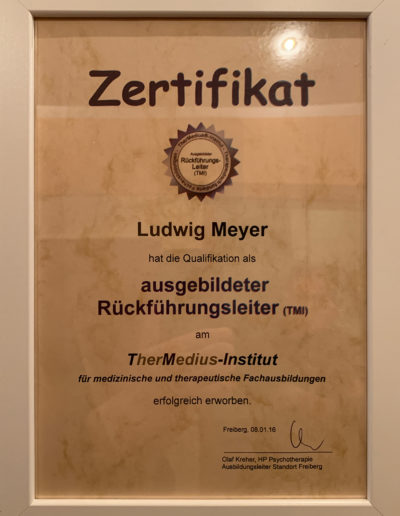 Zertifikat
Ausgebildeter
Rückführungs-
Leiter
(TMI)
Ludwig Meyer
hat die Qualifikation als
ausgebildeter
Rückführungsleiter (TMI)
am
TherMedius-Institut
für medizinische und therapeutische Fachausbildungen
erfolgreich erworben.
Freiberg, 08.01.16
Olaf Kreher, HP Psychotherapie
Ausbildungsleiter Standort Freiberg